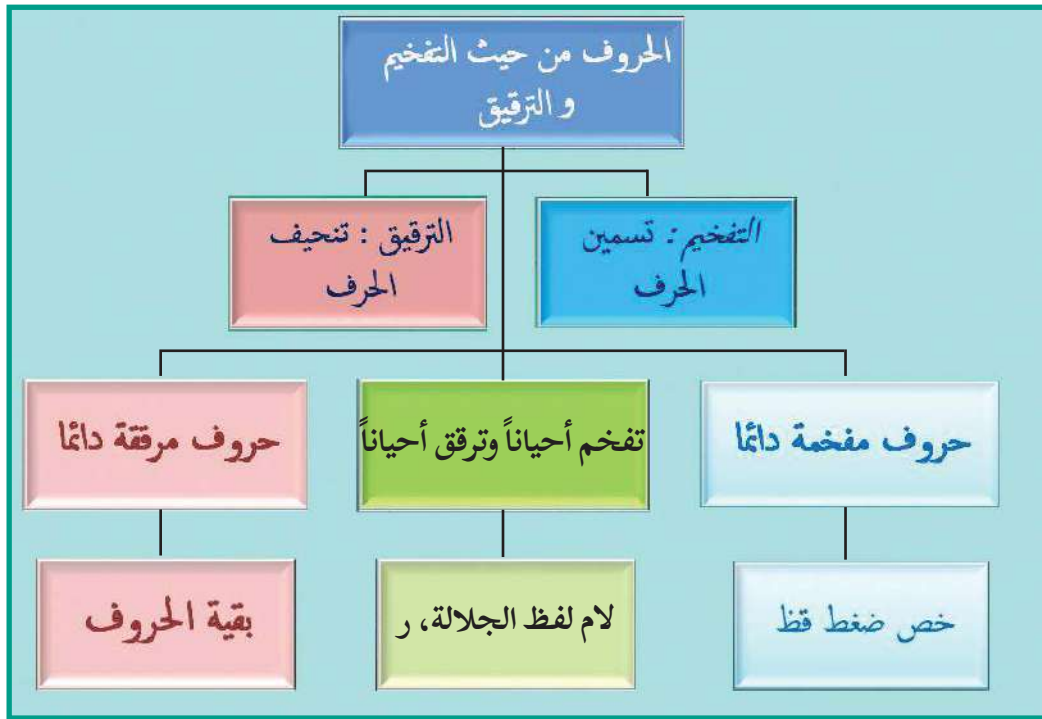 الحروف من حيث التفخيم
و الترقيق
التفخيم : تسمين
الحرف
الترقيق : تنحيف
الحرف
حروف مفخمة دائما
تفخم أحياناً وترقق أحياناً
حروف مرققة دائما
خص ضغط قظ
لام لفظ الجلالة، ر
بقية الحروف